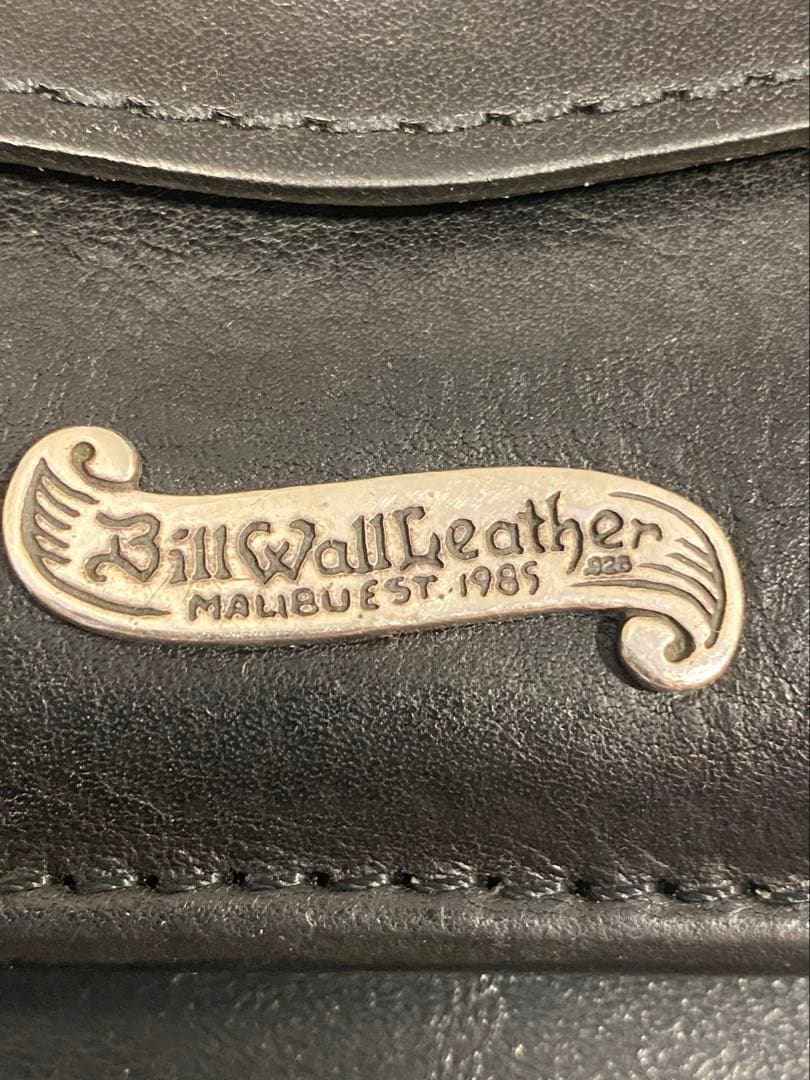 Bill Wall Leather
.925
MALIBU EST. 1985